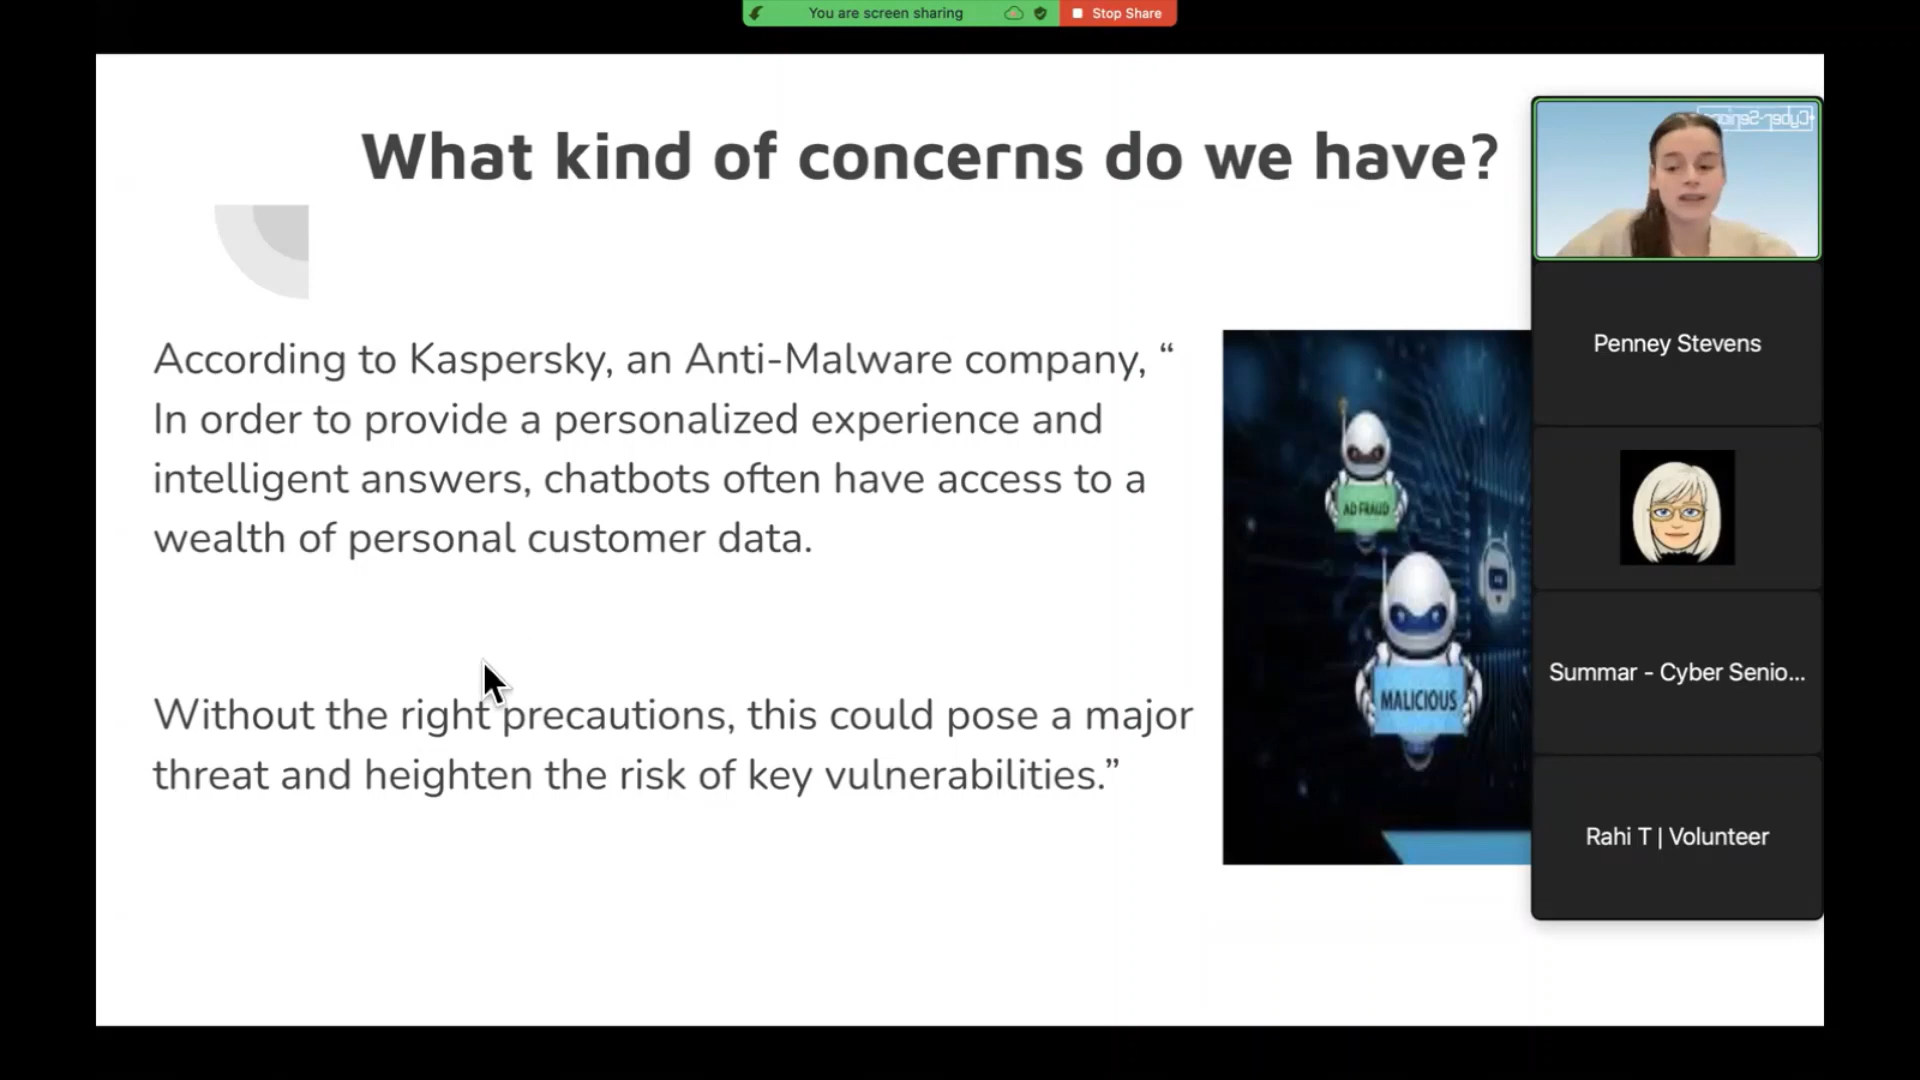 You are screen sharing
Stop Share
What kind of concerns do we have?
According to Kaspersky, an Anti-Malware company, “
In order to provide a personalized experience and
intelligent answers, chatbots often have access to a
wealth of personal customer data.
Without the right precautions, this could pose a major
threat and heighten the risk of key vulnerabilities.”
AD FRAUD
MALICIOUS
Cyber-Seniors
Penney Stevens
Summar - Cyber Senio...
Rahi T | Volunteer